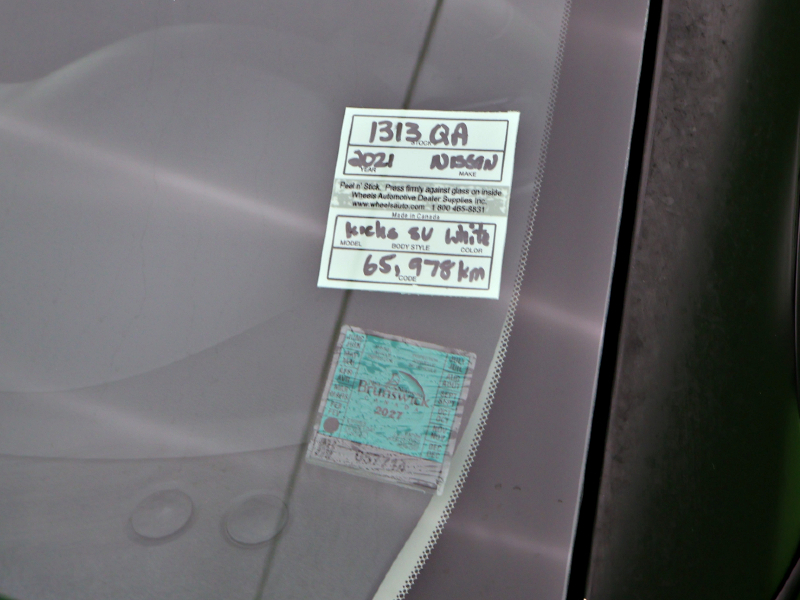 1313 QA
STOCK
2021 NISSAN
YEAR MAKE
Peel n' Stick. Press firmly against glass on inside.
Wheels Automotive Dealer Supplies Inc.
www.wheelsauto.com 1 800 465-8831
Made in Canada
Kicks SV White
MODEL BODY STYLE COLOR
65,978km
CODE
Brunswick
2027